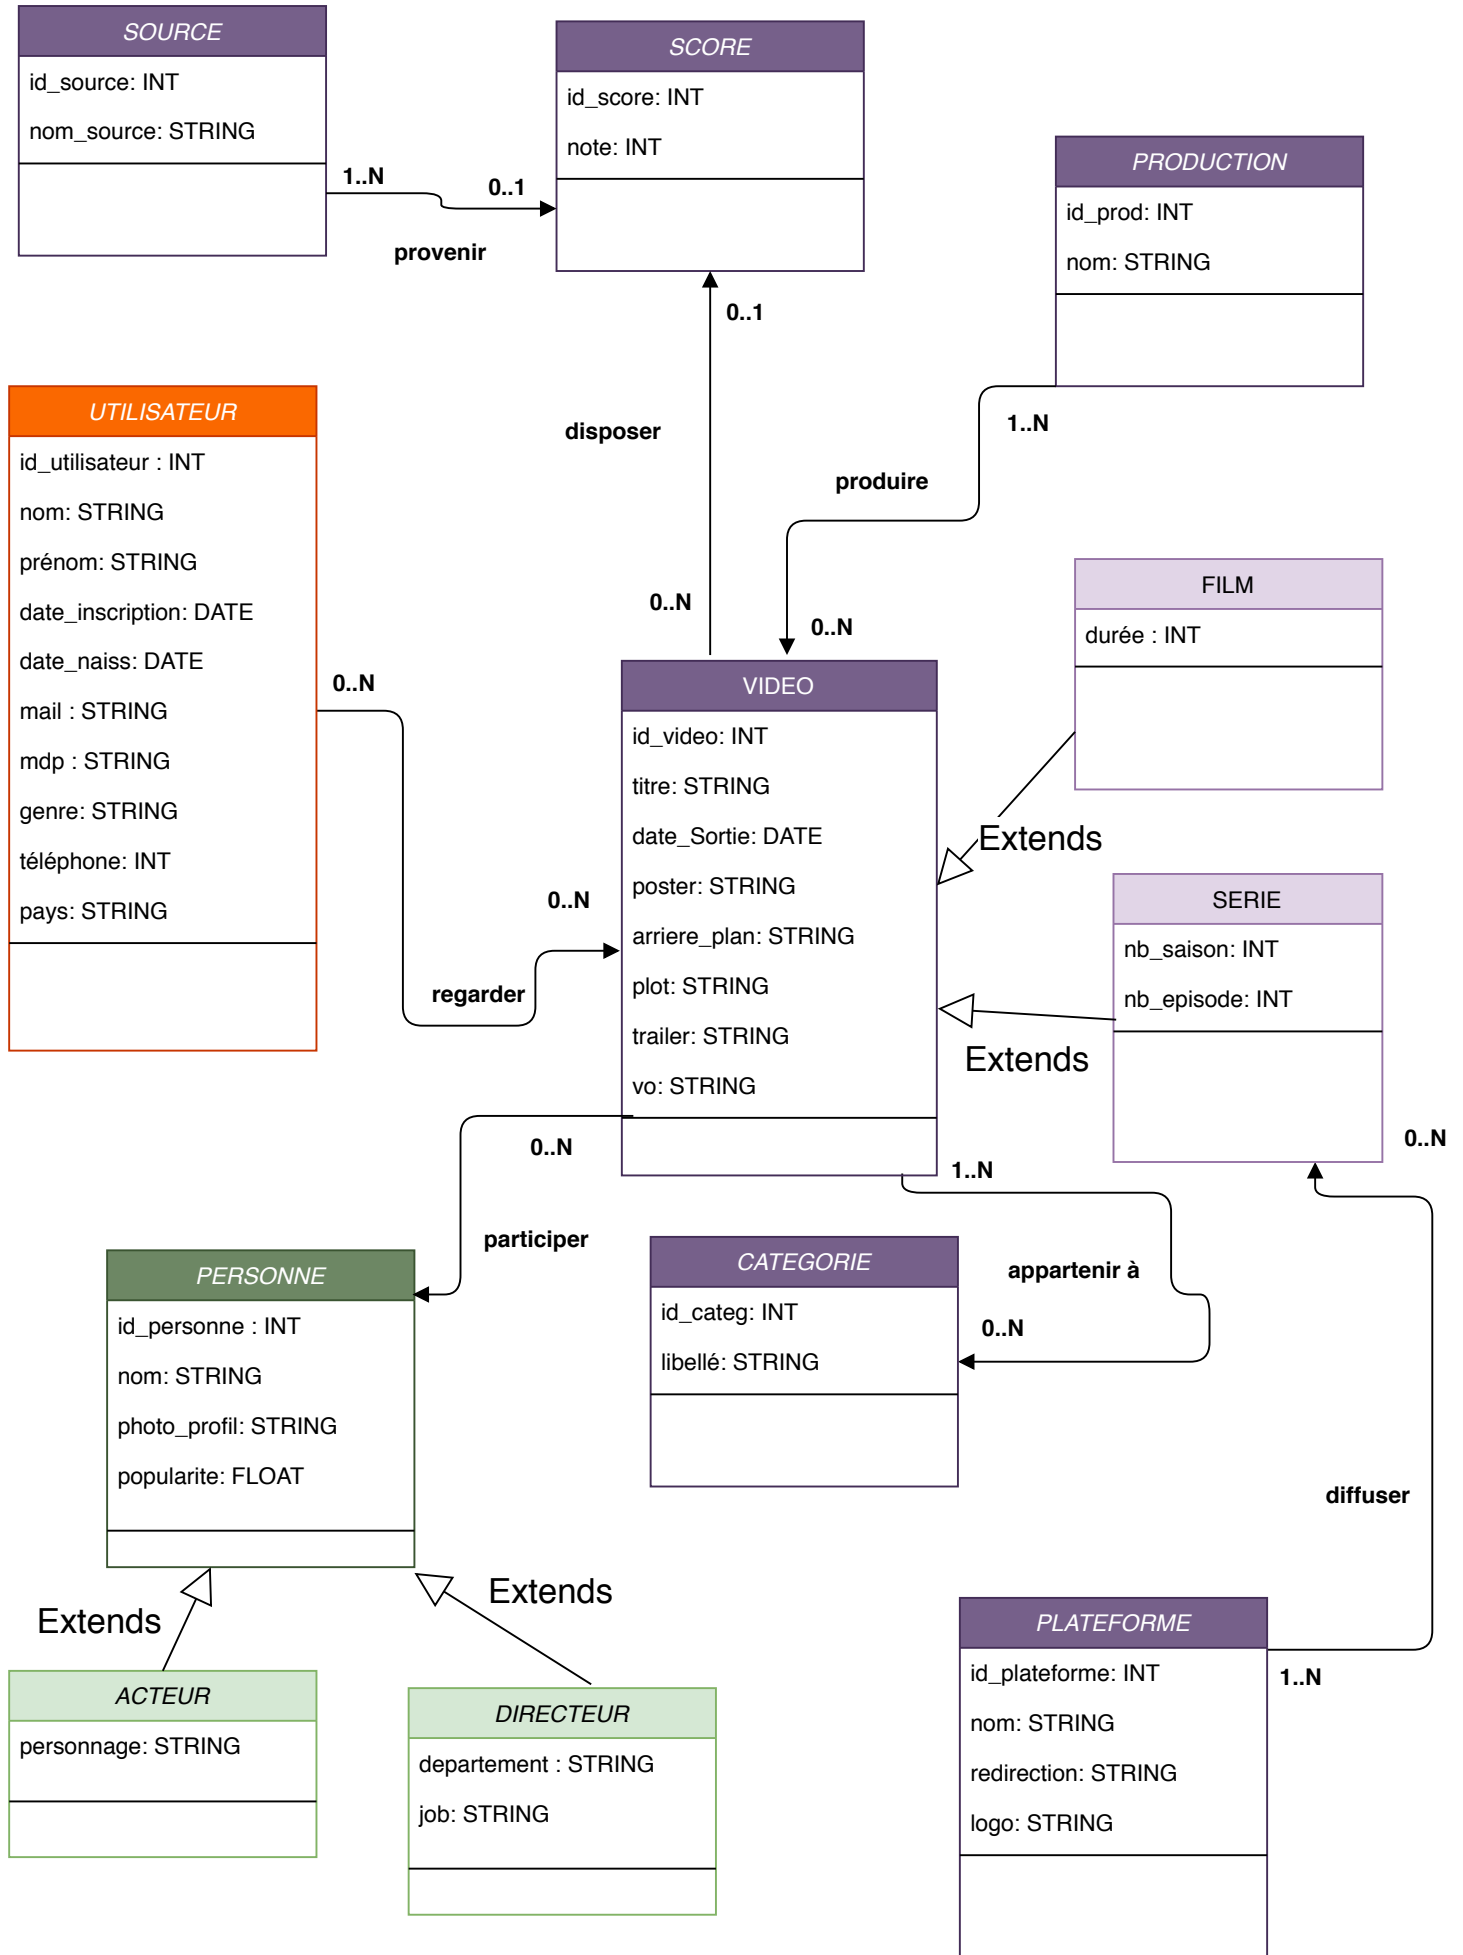 SOURCE
id_source: INT
nom_source: STRING
SCORE
id_score: INT
note: INT
1..N
0..1
provenir
PRODUCTION
id_prod: INT
nom: STRING
0..1
disposer
1..N
produire
0..N
0..N
UTILISATEUR
id_utilisateur : INT
nom: STRING
prénom: STRING
date_inscription: DATE
date_naiss: DATE
mail : STRING
mdp : STRING
genre: STRING
téléphone: INT
pays: STRING
0..N
0..N
regarder
VIDEO
id_video: INT
titre: STRING
date_Sortie: DATE
poster: STRING
arriere_plan: STRING
plot: STRING
trailer: STRING
vo: STRING
FILM
durée : INT
Extends
SERIE
nb_saison: INT
nb_episode: INT
Extends
0..N
0..N
1..N
participer
PERSONNE
id_personne : INT
nom: STRING
photo_profil: STRING
popularite: FLOAT
CATEGORIE
id_categ: INT
libellé: STRING
appartenir à
0..N
diffuser
Extends
Extends
ACTEUR
personnage: STRING
DIRECTEUR
departement : STRING
job: STRING
PLATEFORME
id_plateforme: INT
nom: STRING
redirection: STRING
logo: STRING
1..N